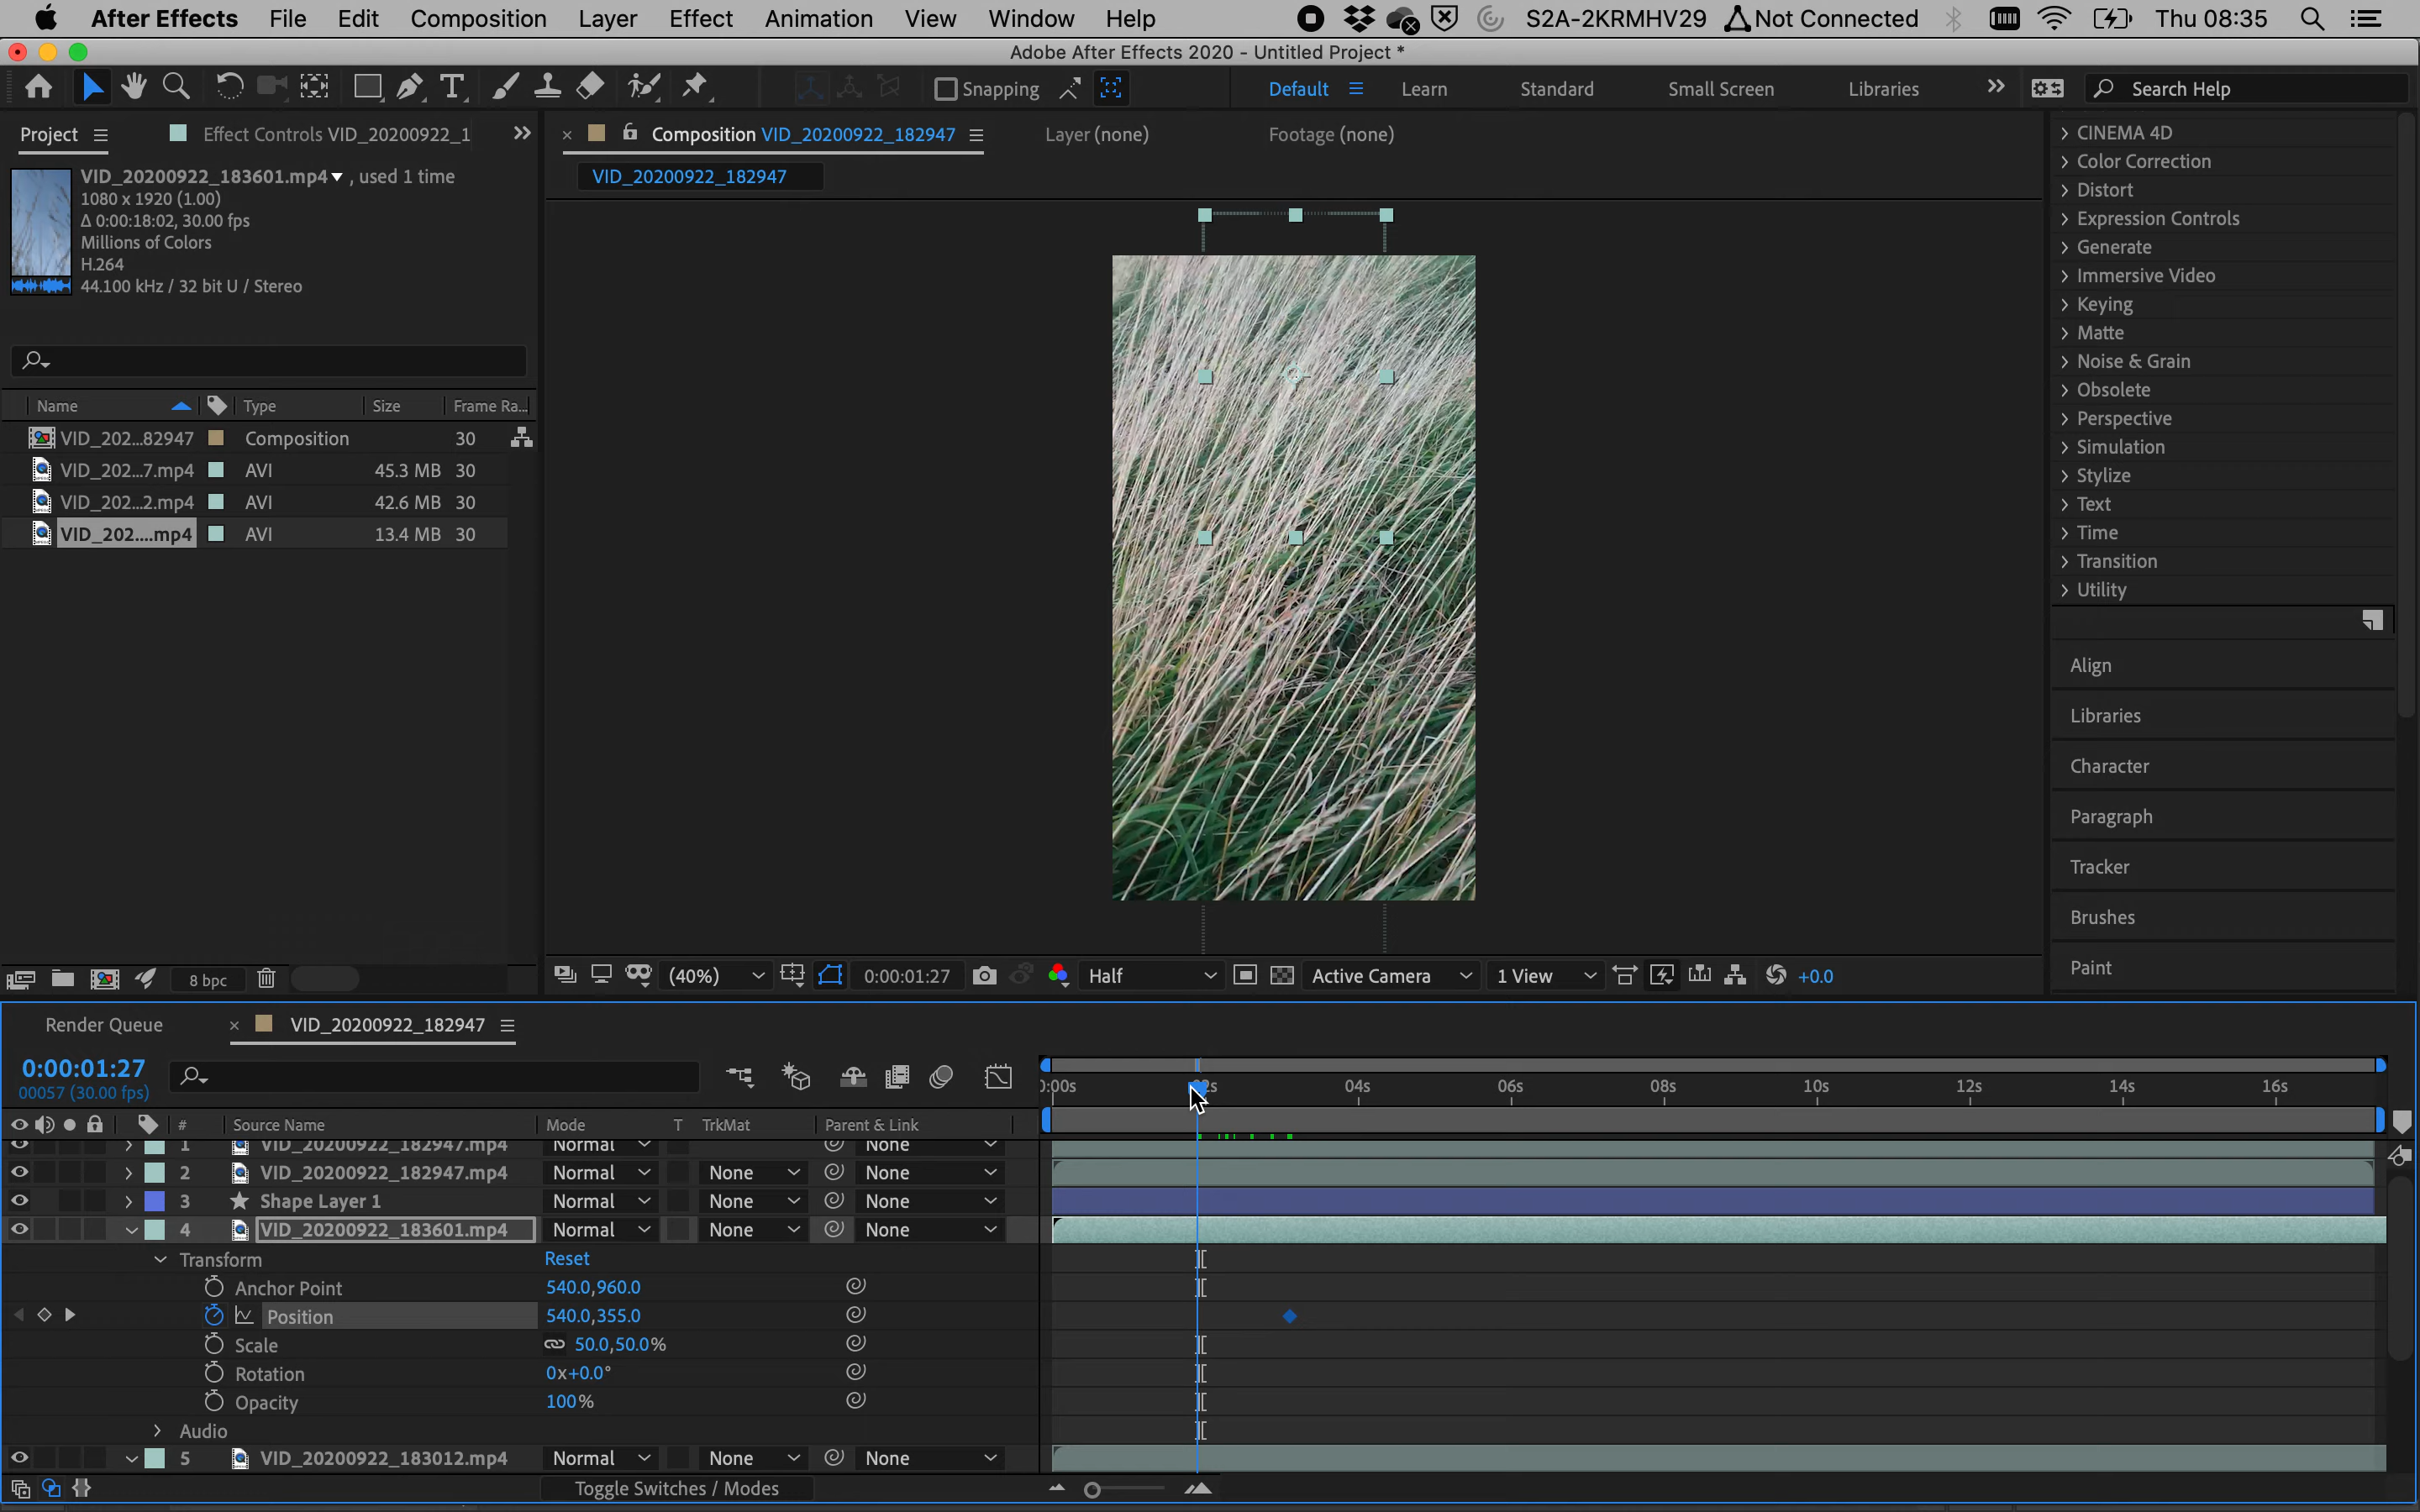 After Effects File Edit Composition Layer Effect Animation View Window Help S2A-2KRMHV29 Not Connected Thu 08:35
Adobe After Effects 2020 - Untitled Project *
Snapping Default Learn Standard Small Screen Libraries Search Help
Project Effect Controls VID_20200922_1 Composition VID_20200922_182947 Layer (none) Footage (none)
VID_20200922_182947
VID_20200922_183601.mp4 , used 1 time
1080 x 1920 (1.00)
Δ 0:00:18:02, 30.00 fps
Millions of Colors
H.264
44.100 kHz / 32 bit U / Stereo
Name Type Size Frame Ra...
VID_202...82947 Composition 30
VID_202...7.mp4 AVI 45.3 MB 30
VID_202...2.mp4 AVI 42.6 MB 30
VID_202....mp4 AVI 13.4 MB 30
8 bpc
(40%) 0:00:01:27 Half Active Camera 1 View +0.0
CINEMA 4D
Color Correction
Distort
Expression Controls
Generate
Immersive Video
Keying
Matte
Noise & Grain
Obsolete
Perspective
Simulation
Stylize
Text
Time
Transition
Utility
Align
Libraries
Character
Paragraph
Tracker
Brushes
Paint
Render Queue VID_20200922_182947
0:00:01:27
00057 (30.00 fps)
04s 06s 08s 10s 12s 14s 16s
# Source Name Mode T TrkMat Parent & Link
1 VID_20200922_182947.mp4 Normal None
2 VID_20200922_182947.mp4 Normal None None
3 Shape Layer 1 Normal None None
4 VID_20200922_183601.mp4 Normal None None
Transform Reset
Anchor Point 540.0,960.0
Position 540.0,355.0
Scale 50.0,50.0%
Rotation 0x+0.0°
Opacity 100%
Audio
5 VID_20200922_183012.mp4 Normal None None
Toggle Switches / Modes